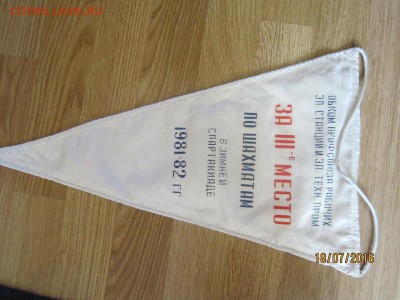 ОБКОМ ПРОФСОЮЗА РАБОЧИХ
ЭЛ СТАНЦИЙ И ЭЛ ТЕХН ПРОМ
ЗА III-е МЕСТО
ПО ШАХМАТАМ
В ЗИМНЕЙ
СПАРТАКИАДЕ
1981-82 ГГ
18/07/2016